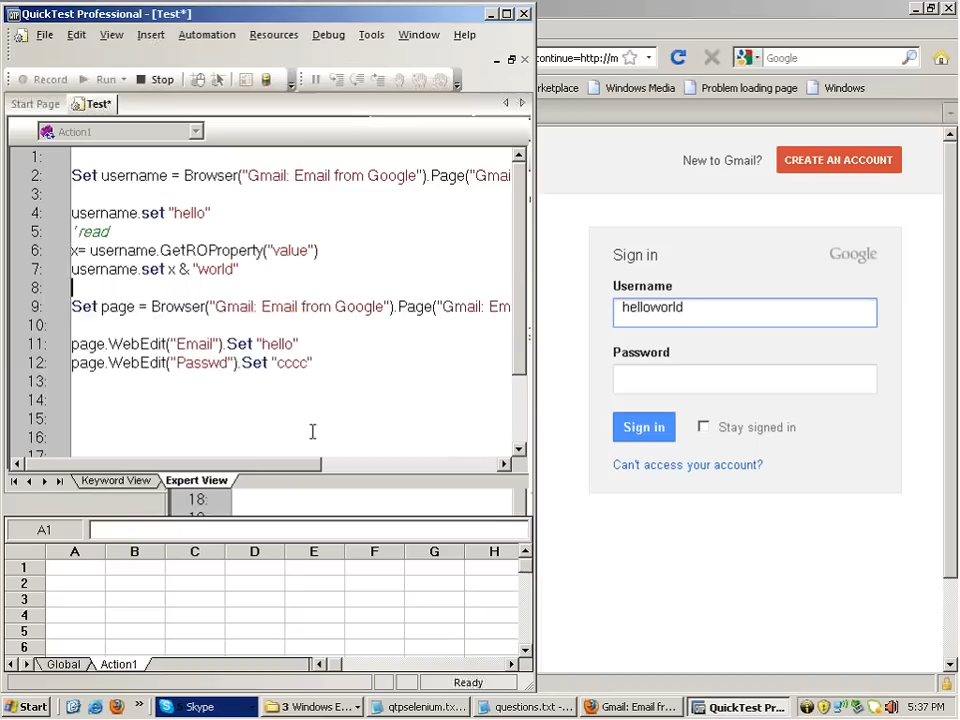 QuickTest Professional - [Test*]
File Edit View Insert Automation Resources Debug Tools Window Help
Record Run Stop
Start Page Test*
Action1
1:
2: Set username = Browser("Gmail: Email from Google").Page("Gmai
3:
4: username.set "hello"
5: 'read
6: x= username.GetROProperty("value")
7: username.set x & "world"
8:
9: Set page = Browser("Gmail: Email from Google").Page("Gmail: Em
10:
11: page.WebEdit("Email").Set "hello"
12: page.WebEdit("Passwd").Set "cccc"
13:
14:
15:
16:
17:
Keyword View Expert View
18:
A1
A B C D E F G H
1
2
3
4
5
6
Global Action1
Ready
continue=http://m Google
rketplace Windows Media Problem loading page Windows
New to Gmail? CREATE AN ACCOUNT
Sign in Google
Username
helloworld
Password
Sign in Stay signed in
Can't access your account?
Start » Skype 3 Windows E... qtpselenium.tx... questions.txt -... Gmail: Email fr... QuickTest Pr... 5:37 PM